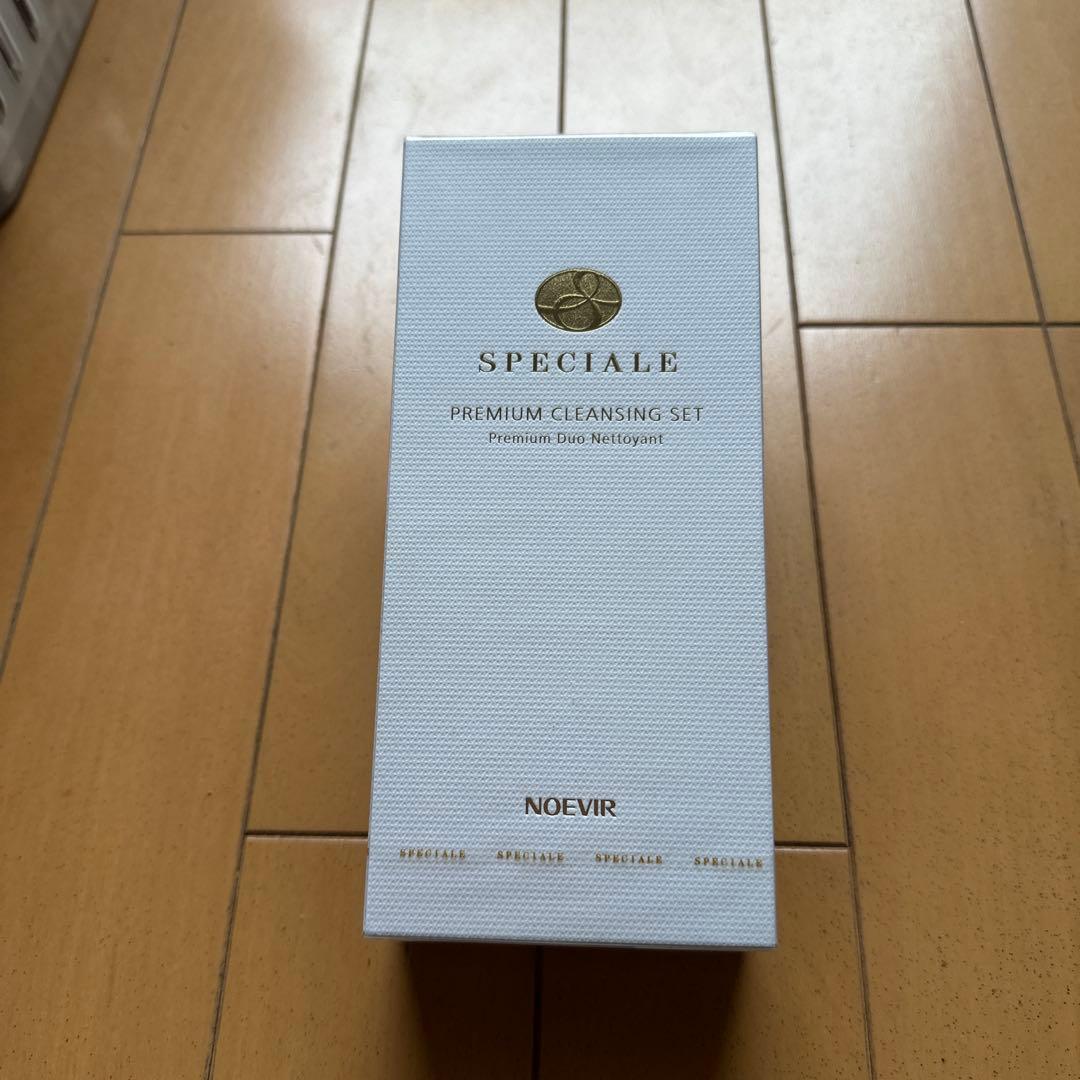 SPECIALE
PREMIUM CLEANSING SET
Premium Duo Nettoyant
NOEVIR
SPECIALE SPECIALE SPECIALE SPECIALE